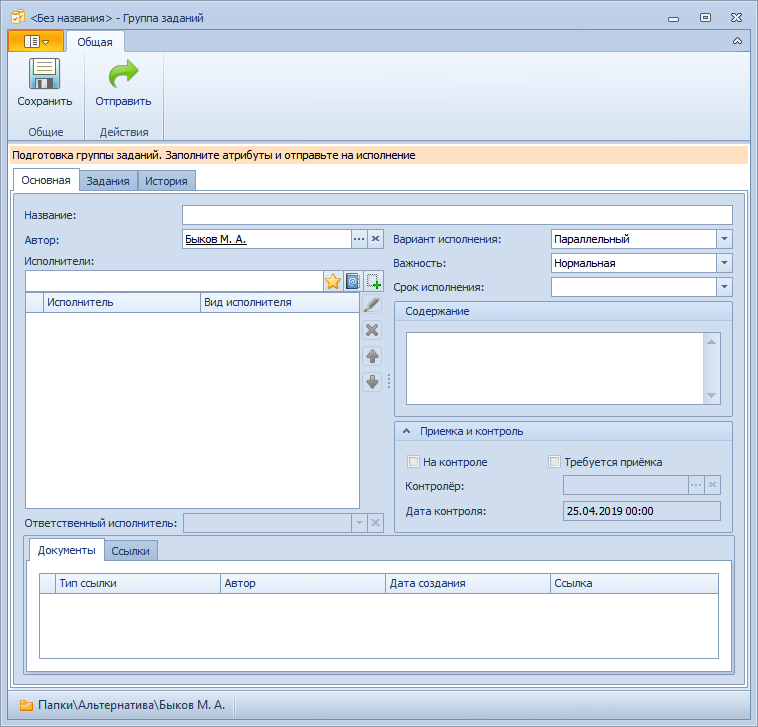 <Без названия> - Группа заданий
Общая
Сохранить
Отправить
Общие
Действия
Подготовка группы заданий. Заполните атрибуты и отправьте на исполнение
Основная
Задания
История
Название:
Автор:
Быков М. А.
Вариант исполнения:
Параллельный
Исполнители:
Важность:
Нормальная
Срок исполнения:
Исполнитель
Вид исполнителя
Содержание
Приемка и контроль
На контроле
Требуется приёмка
Контролёр:
Дата контроля:
25.04.2019 00:00
Ответственный исполнитель:
Документы
Ссылки
Тип ссылки
Автор
Дата создания
Ссылка
Папки\Альтернатива\Быков М. А.